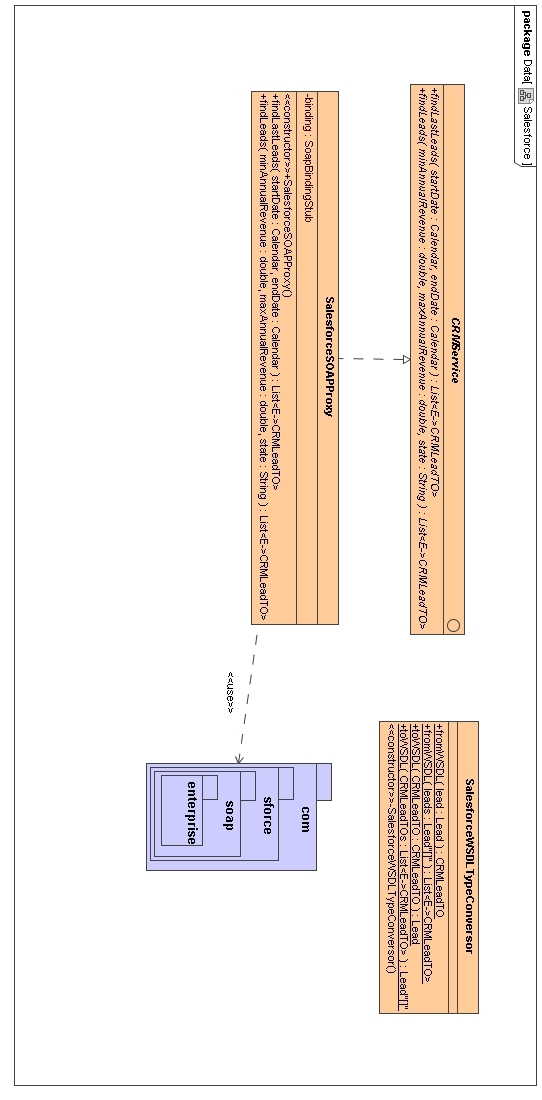 package Data[ Salesforce ]
CRMService
+findLastLeads( startDate : Calendar, endDate : Calendar ) : List<E->CRMLeadTO>
+findLeads( minAnnualRevenue : double, maxAnnualRevenue : double, state : String ) : List<E->CRMLeadTO>
SalesforceSOAPProxy
-binding : SoapBindingStub
<<constructor>>+SalesforceSOAPProxy()
+findLastLeads( startDate : Calendar, endDate : Calendar ) : List<E->CRMLeadTO>
+findLeads( minAnnualRevenue : double, maxAnnualRevenue : double, state : String ) : List<E->CRMLeadTO>
SalesforceWSDLTypeConversor
+fromWSDL( lead : Lead ) : CRMLeadTO
+fromWSDL( leads : Lead"[]" ) : List<E->CRMLeadTO>
+toWSDL( CRMLeadTO : CRMLeadTO ) : Lead
+toWSDL( CRMLeadTOs : List<E->CRMLeadTO> ) : Lead"[]"
<<constructor>>-SalesforceWSDLTypeConversor()
<<use>>
com
sforce
soap
enterprise